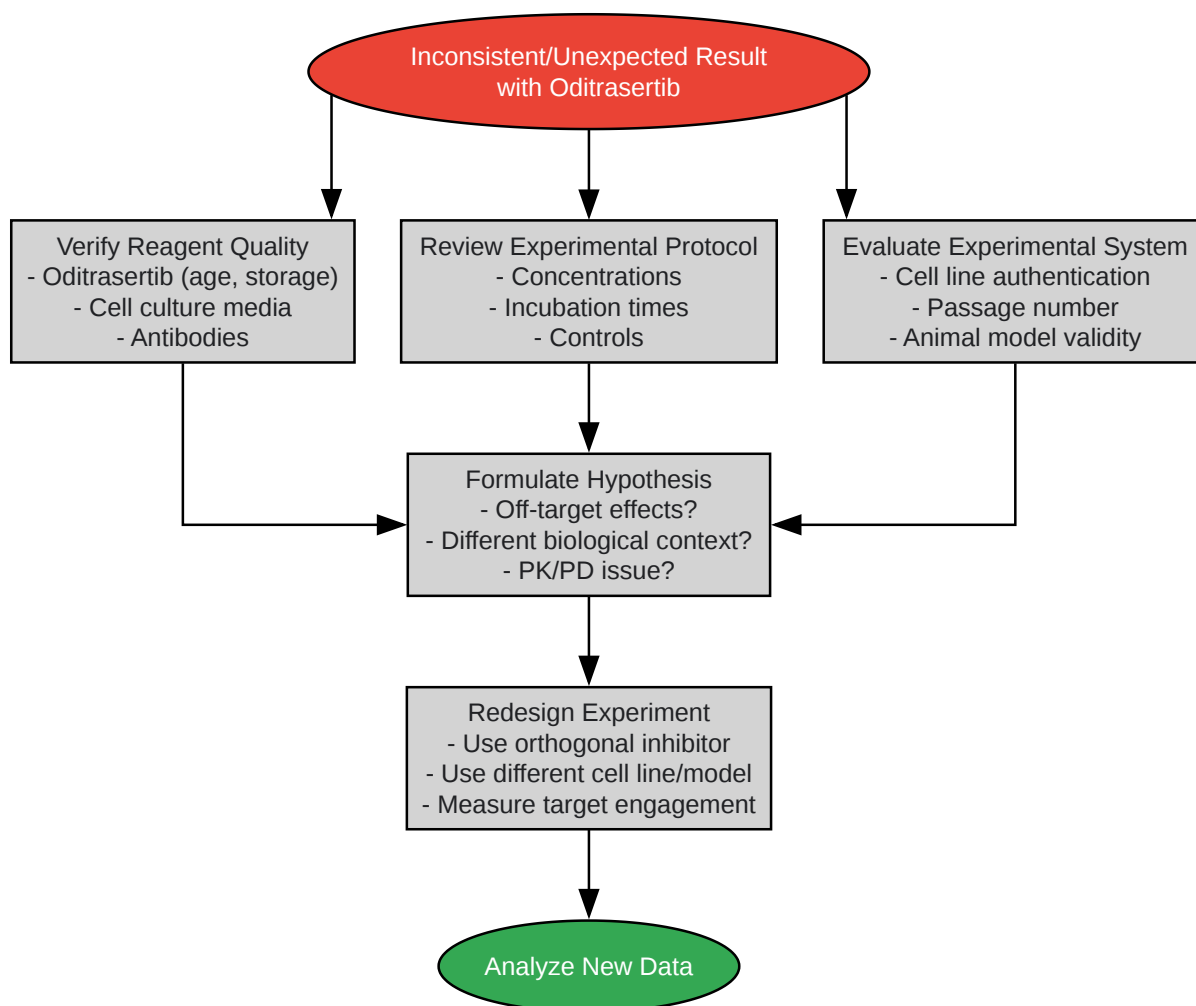 Inconsistent/Unexpected Result
with Oditrasertib
Verify Reagent Quality
- Oditrasertib (age, storage)
- Cell culture media
- Antibodies
Review Experimental Protocol
- Concentrations
- Incubation times
- Controls
Evaluate Experimental System
- Cell line authentication
- Passage number
- Animal model validity
Formulate Hypothesis
- Off-target effects?
- Different biological context?
- PK/PD issue?
Redesign Experiment
- Use orthogonal inhibitor
- Use different cell line/model
- Measure target engagement
Analyze New Data